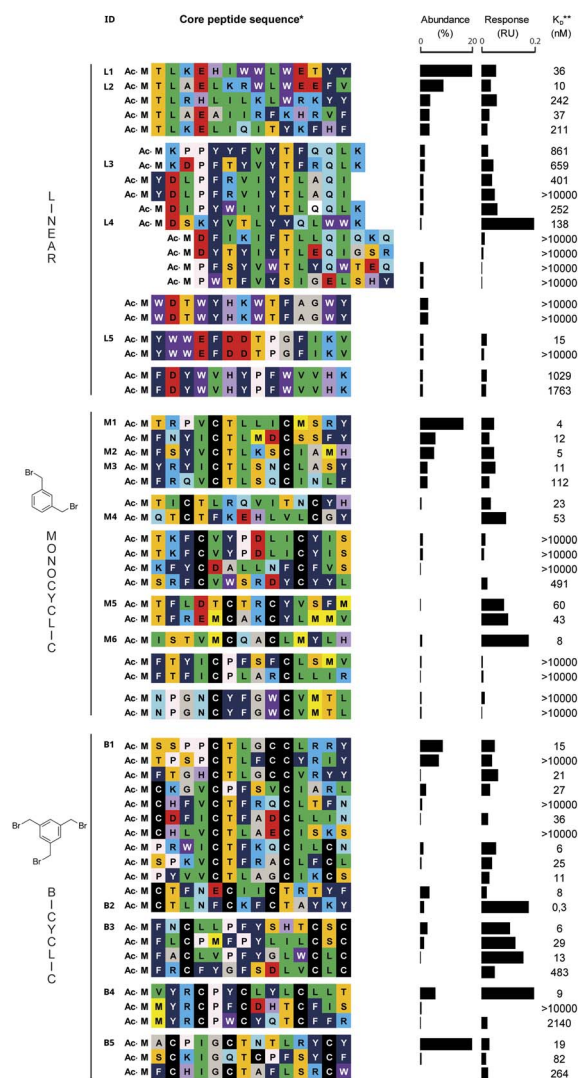 ID Core peptide sequence* Abundance (%) Response (RU) K_D** (nM)
0 20 0 0.2
LINEAR
L1 Ac- M T L K E H I W W L W E T Y Y 36
L2 Ac- M T L A E L K R W L W E E F V 10
Ac- M T L R H L I L K L W R K Y Y 242
Ac- M T L A E A I I R F K H R V F 37
Ac- M T L K E L I Q I T Y K F H F 211
L3 Ac- M K P P Y Y F V Y T F Q Q L K 861
Ac- M K D P F T Y V Y T F R Q L K 659
Ac- M Y D L P F R V I Y T L A Q I 401
Ac- M Y D L P F R V I Y T L A Q I >10000
Ac- M D I P Y W I Y T L Q Q L K 252
L4 Ac- M D S K Y V T L Y Y Q L W W K 138
Ac- M D F I K I F T L L Q I Q K Q >10000
Ac- M D Y T Y I Y T L E Q I G S R >10000
Ac- M P F S Y V W T L Y Q W T E Q >10000
Ac- M P W T F V Y S I G E L S H Y >10000
Ac- M W D T W Y H K W T F A G W Y >10000
Ac- M W D T W Y H K W T F A G W Y >10000
L5 Ac- M Y W W E F D D T P G F I K V 15
Ac- M Y W W E F D D T P G F I K V >10000
Ac- M F D Y W V H Y P F W V V H K 1029
Ac- M F D Y W V H Y P F W V V H K 1763
Br
Br
MONOCYCLIC
M1 Ac- M T R P V C T L L I C M S R Y 4
Ac- M F N Y I C T L M D C S S F Y 12
M2 Ac- M F S Y V C T L K S C I A M H 5
M3 Ac- M Y R Y I C T L S N C L A S Y 11
Ac- M F R Q V C T L S N C I N L F 112
Ac- M T I C T L R Q V I T N C Y H 23
M4 Ac- M Q T C T F K E H L V L C G Y 53
Ac- M T K F C V Y P D L I C Y I S >10000
Ac- M T K F C V Y P D L I C Y I S >10000
Ac- M K F Y C D A L L N F C F V S >10000
Ac- M S R F C V W S R D Y C Y Y L 491
M5 Ac- M T F L D T C T R C Y V S F M 60
Ac- M T F R E M C A K C Y L M M V 43
M6 Ac- M I S T V M C Q A C L M Y L H 8
Ac- M F T Y I C P F S F C L S M V >10000
Ac- M F T F I C P L A R C L L I R >10000
Ac- M N P G N C Y F G W C V M T L >10000
Ac- M N P G N C Y F G W C V M T L >10000
Br
Br
Br
BICYCLIC
B1 Ac- M S S P P C T L G C C L R R Y 15
Ac- M T P S P C T L F C C Y R I Y >10000
Ac- M F T G H C T L G C C V R Y Y 21
Ac- M C K G V C P F S V C I A R L 27
Ac- M C H F V C T F R Q C L T F N >10000
Ac- M C D F I C T F D T C L I I N 36
Ac- M C H L V C T L A E C I S K S >10000
Ac- M P R W I C T F K Q C I L C N 6
Ac- M S P K V C T F R A C L F C L 25
Ac- M P Y V V C T L A G C I K C S 11
Ac- M C T F N E C I I C T R T Y F 8
B2 Ac- M C T L N F C K F C T A Y K Y 0,3
B3 Ac- M F N C L L P F Y S H T C S C 6
Ac- M F L C P M F P Y L I L C S C 29
Ac- M F A C L V P F Y G L W C L C 13
Ac- M F R C F Y G F S D L V C L C 483
B4 Ac- M V Y R C P Y C L Y L C L L T 9
Ac- M M Y R C P F C D H T C F I S >10000
Ac- M M Y R C P W C Y Q T C F F R 2140
B5 Ac- M A C P I G C T N T L R Y C Y 19
Ac- M S C K I G Q T C P F S Y C F 82
Ac- M F C H I G C T A F L S R C W 264